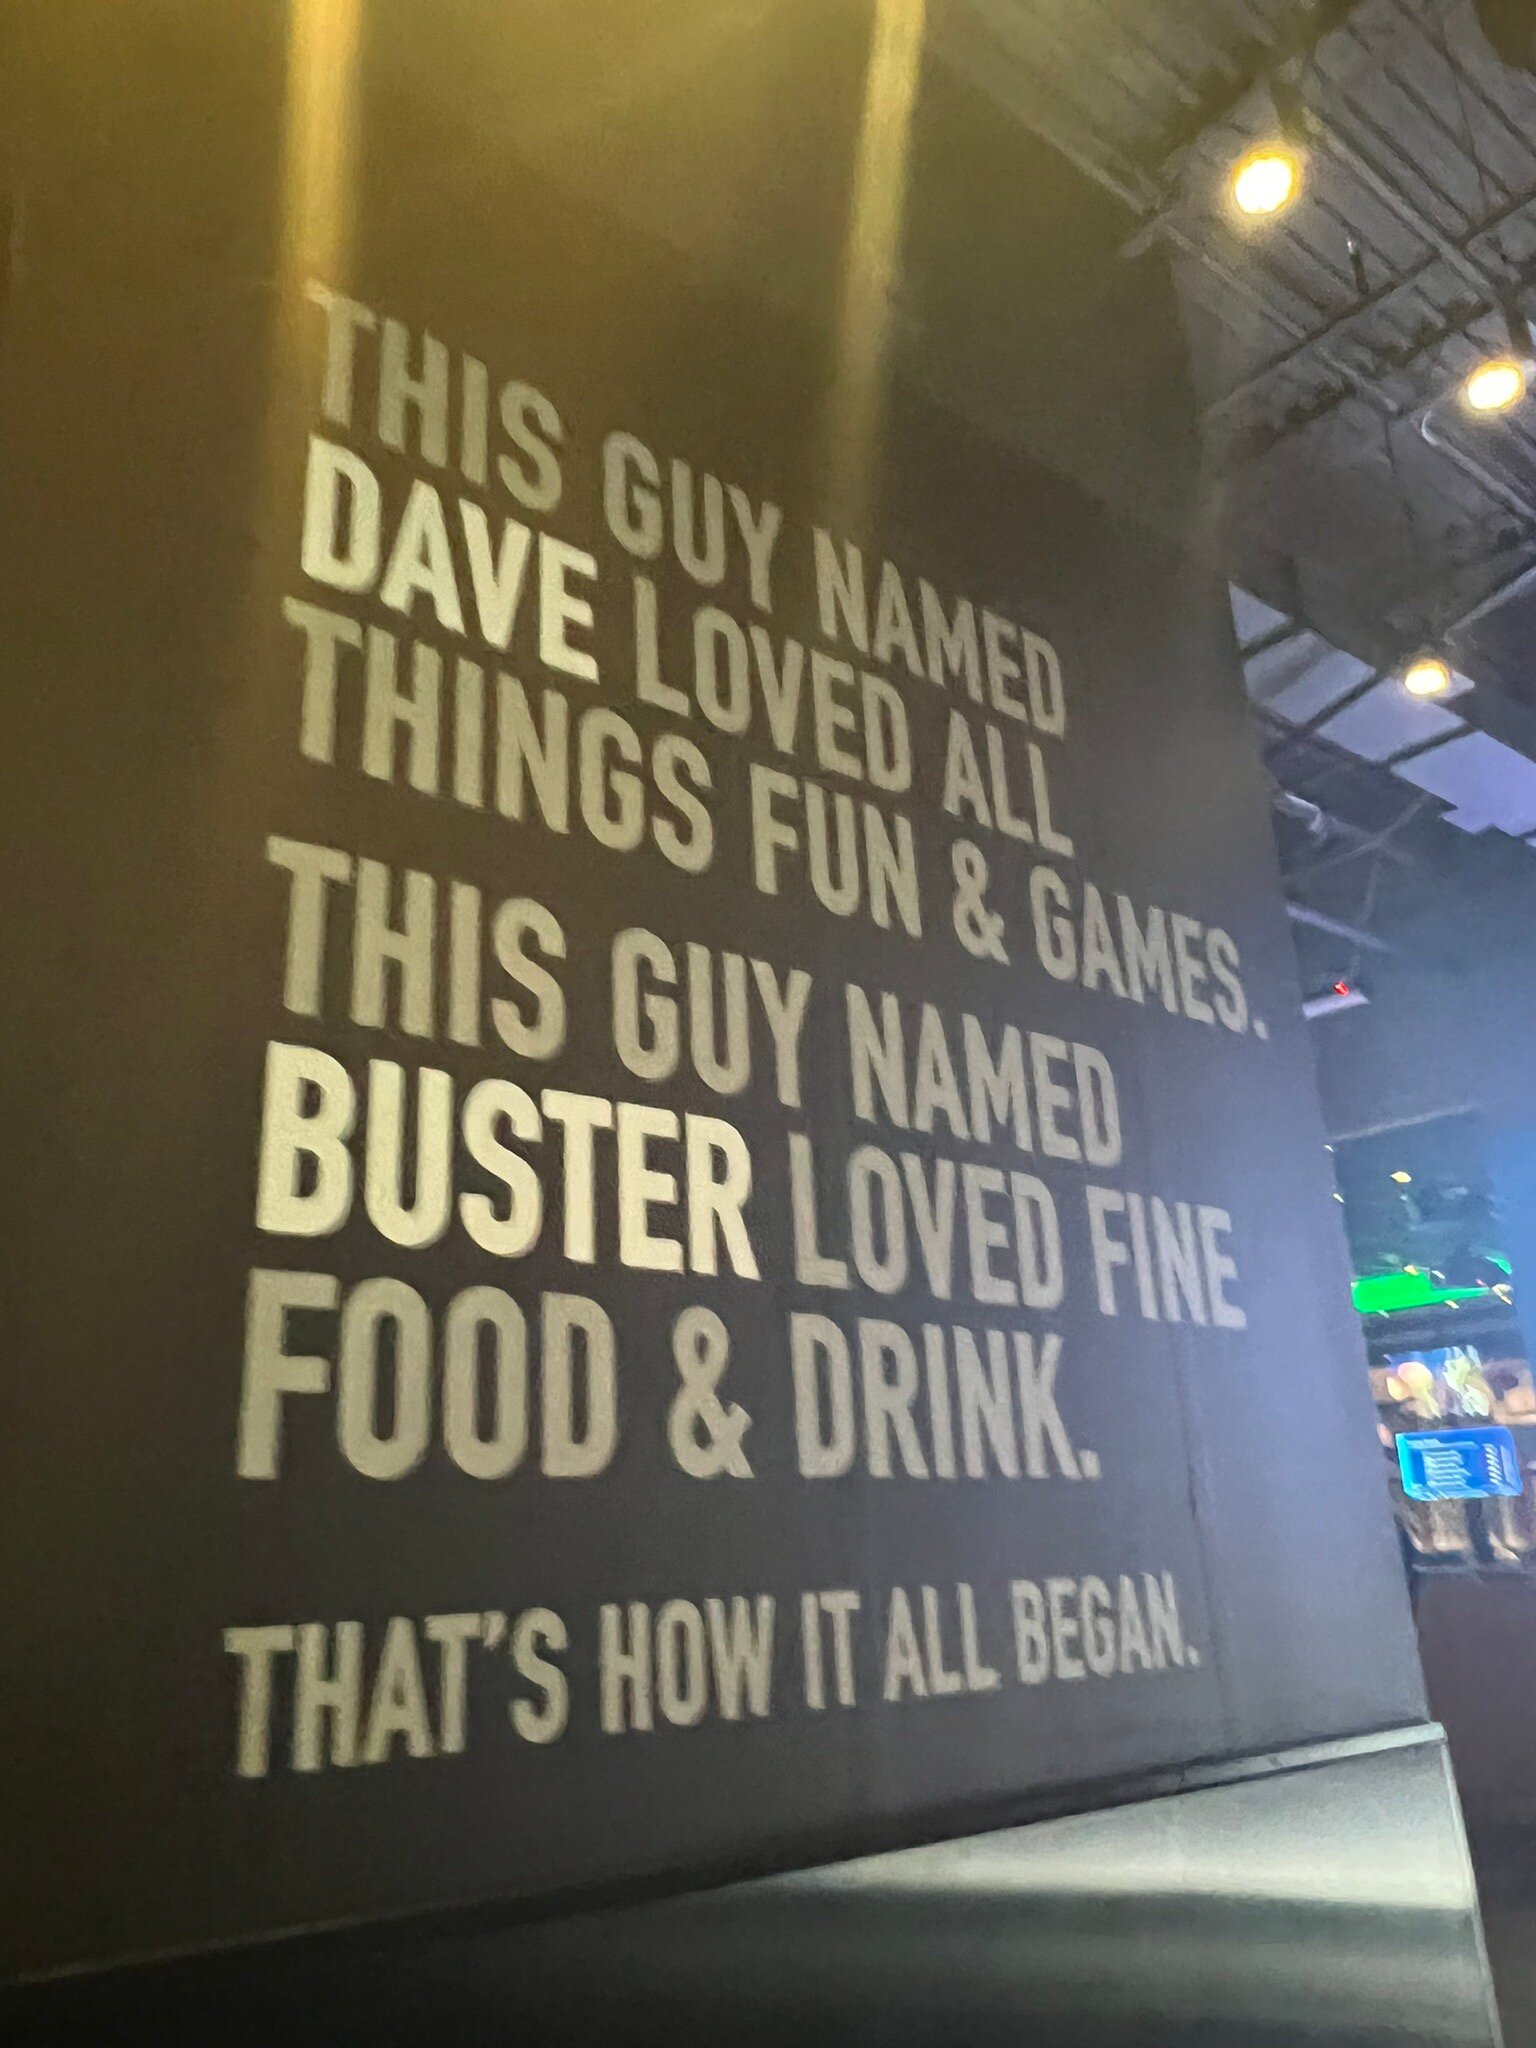 THIS GUY NAMED
DAVE LOVED ALL
THINGS FUN & GAMES.
THIS GUY NAMED
BUSTER LOVED FINE
FOOD & DRINK.
THAT'S HOW IT ALL BEGAN.